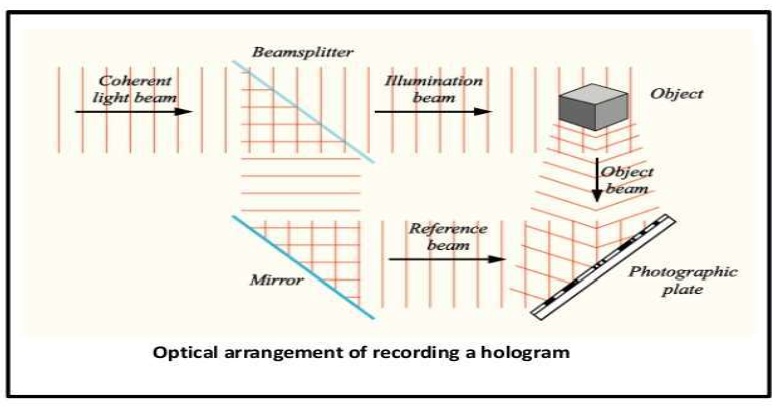 Beamsplitter
Coherent
light beam
Illumination
beam
Object
Object
beam
Reference
beam
Mirror
Photographic
plate
Optical arrangement of recording a hologram